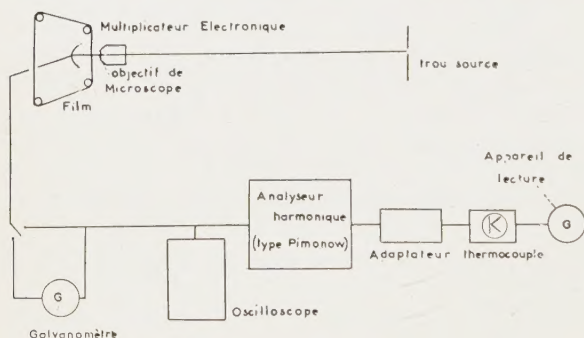 Multiplicateur Electronique
objectif de
Microscope
trou source
Film
Appareil de
lecture
Analyseur
harmonique
(type Pimonow)
G
Adaptateur
thermocouple
G
Oscilloscope
Galvanomètre